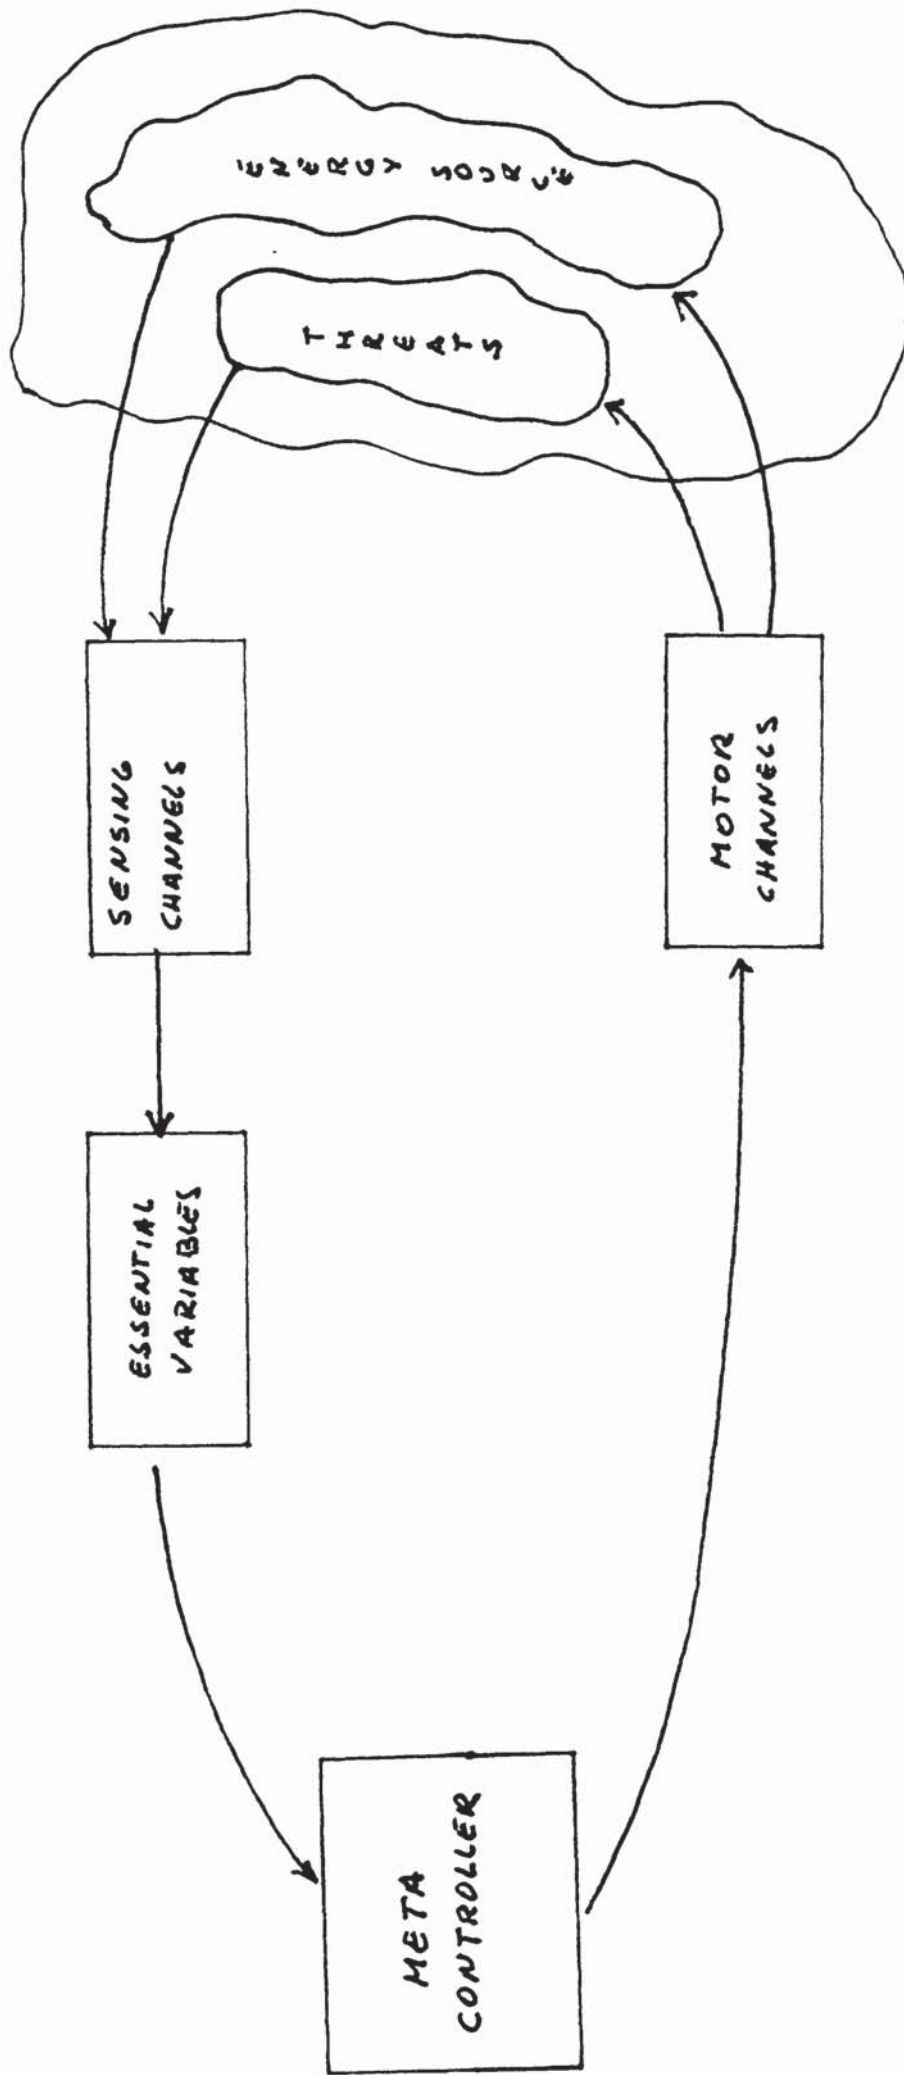 SENSING
CHANNELS
ESSENTIAL
VARIABLES
META
CONTROLLER
MOTOR
CHANNELS
THREATS
ENERGY SOURCE